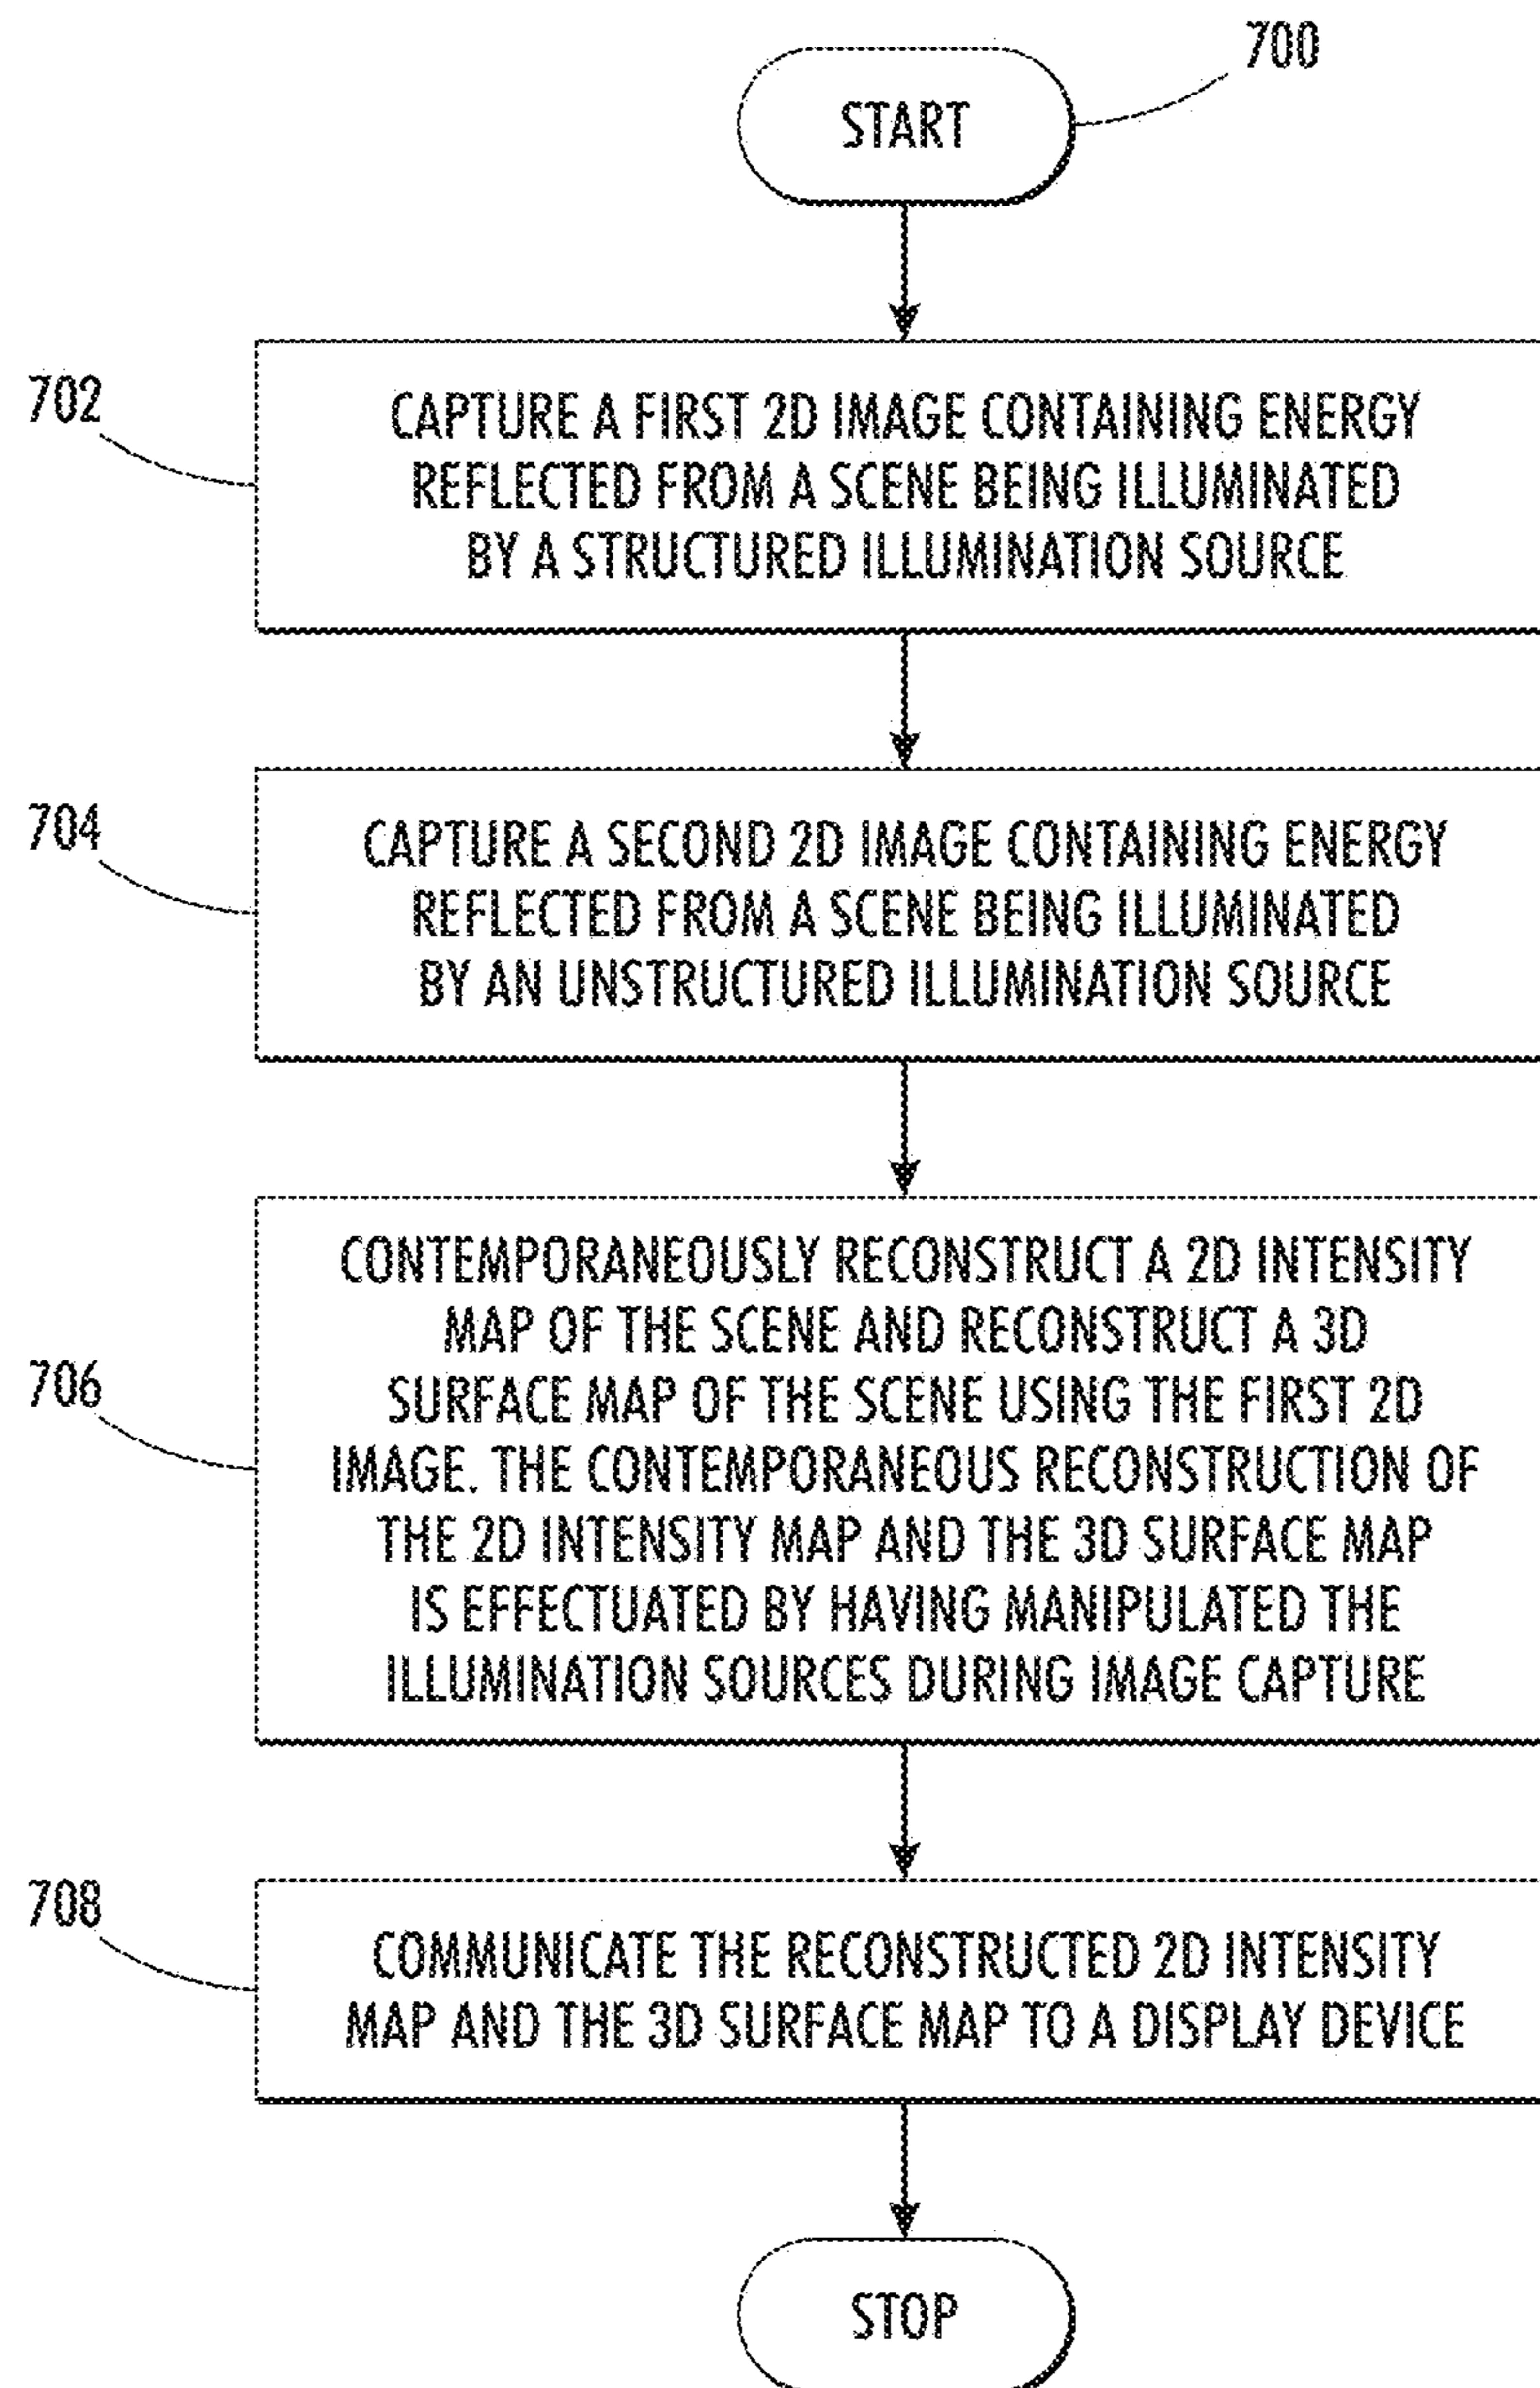 700
START
702
CAPTURE A FIRST 2D IMAGE CONTAINING ENERGY
REFLECTED FROM A SCENE BEING ILLUMINATED
BY A STRUCTURED ILLUMINATION SOURCE
704
CAPTURE A SECOND 2D IMAGE CONTAINING ENERGY
REFLECTED FROM A SCENE BEING ILLUMINATED
BY AN UNSTRUCTURED ILLUMINATION SOURCE
706
CONTEMPORANEOUSLY RECONSTRUCT A 2D INTENSITY
MAP OF THE SCENE AND RECONSTRUCT A 3D
SURFACE MAP OF THE SCENE USING THE FIRST 2D
IMAGE. THE CONTEMPORANEOUS RECONSTRUCTION OF
THE 2D INTENSITY MAP AND THE 3D SURFACE MAP
IS EFFECTUATED BY HAVING MANIPULATED THE
ILLUMINATION SOURCES DURING IMAGE CAPTURE
708
COMMUNICATE THE RECONSTRUCTED 2D INTENSITY
MAP AND THE 3D SURFACE MAP TO A DISPLAY DEVICE
STOP